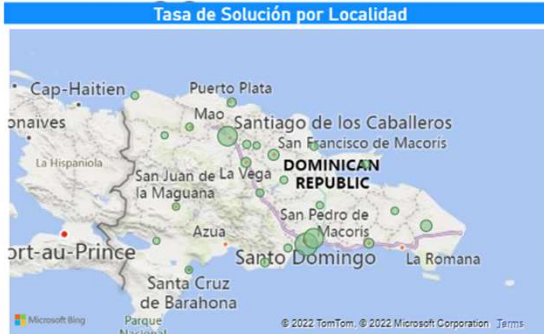 Tasa de Solución por Localidad
Cap-Haitien
Puerto Plata
onaives
Mao
Santiago de los Caballeros
La Hispaniola
San Francisco de Macoris
DOMINICAN
REPUBLIC
San Juan de
la Maguana
La Vega
San Pedro de
Macoris
Azua
ort-au-Prince
Santo Domingo
La Romana
Santa Cruz
de Barahona
Parque
Nacional
Microsoft Bing
© 2022 TomTom, © 2022 Microsoft Corporation Terms